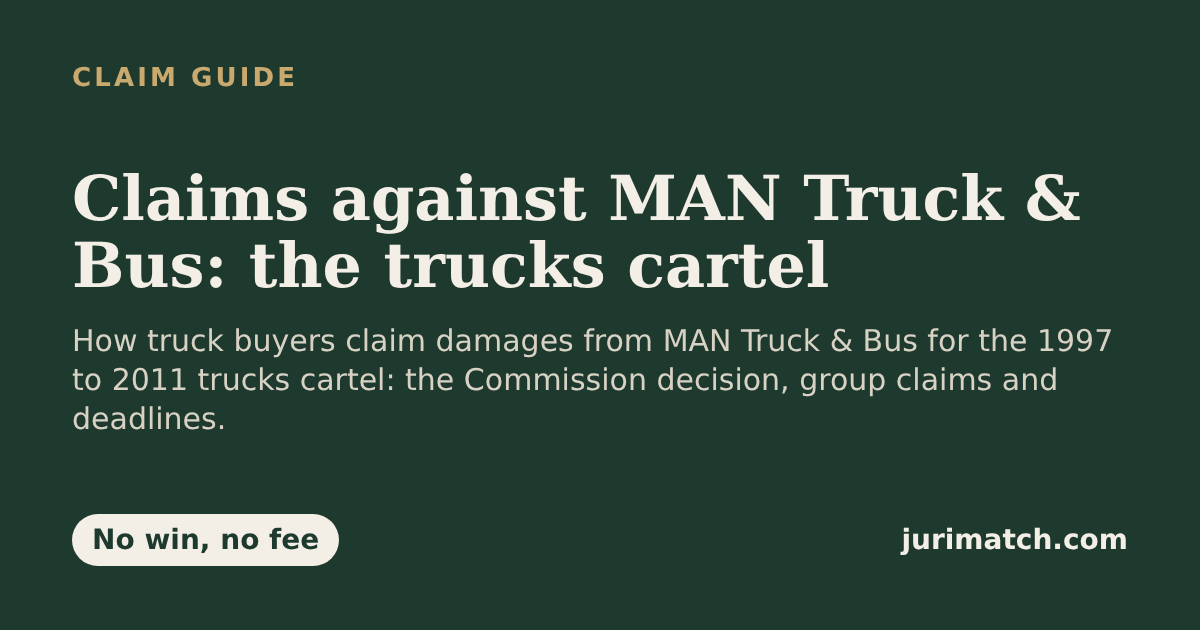 CLAIM GUIDE
Claims against MAN Truck &
Bus: the trucks cartel
How truck buyers claim damages from MAN Truck & Bus for the 1997
to 2011 trucks cartel: the Commission decision, group claims and
deadlines.
No win, no fee
jurimatch.com